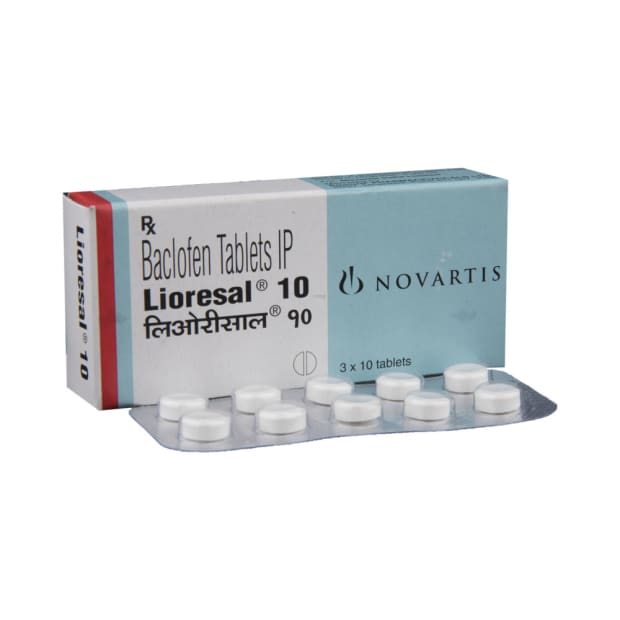 Rx
Baclofen Tablets IP
Lioresal® 10
लिओरीसाल® १०
NOVARTIS
3 x 10 tablets
Lioresal® 10